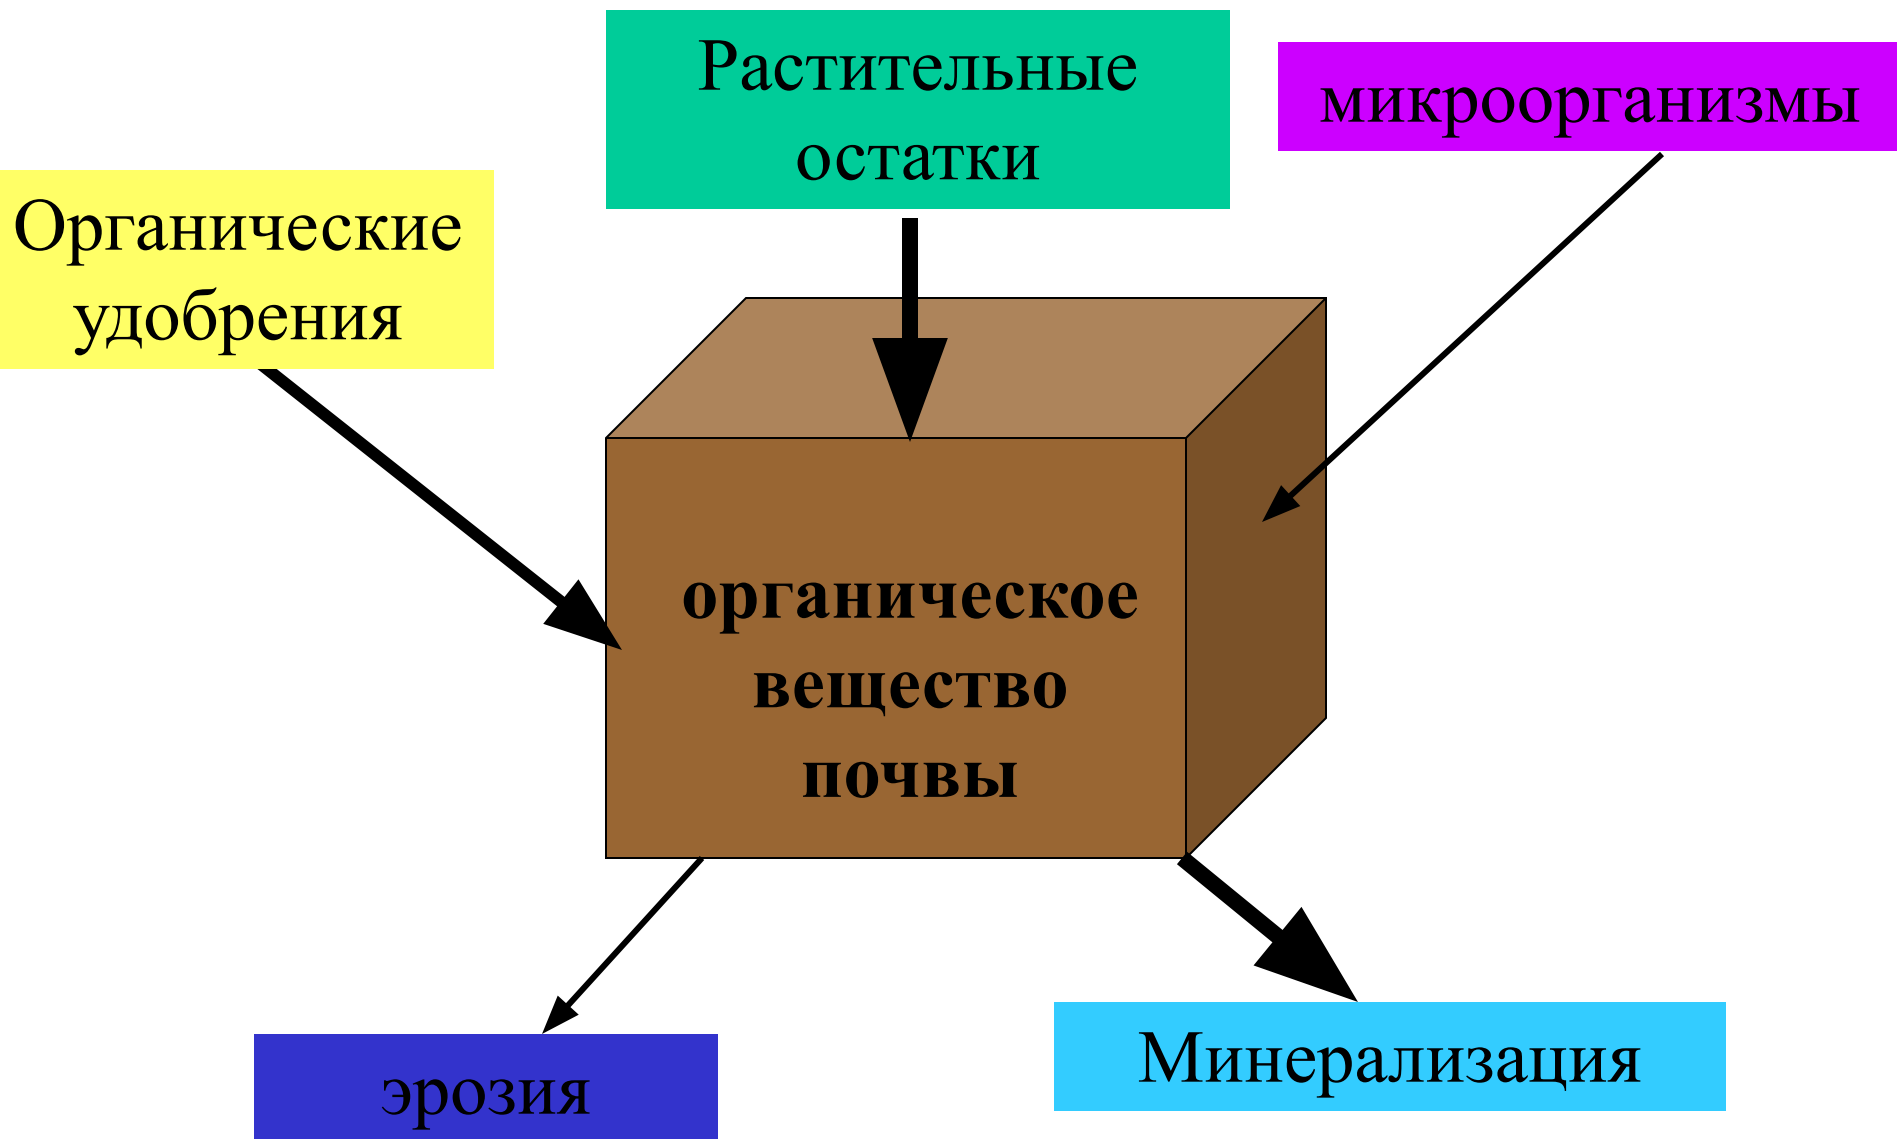 Растительные
остатки
микроорганизмы
Органические
удобрения
органическое
вещество
почвы
эрозия
Минерализация